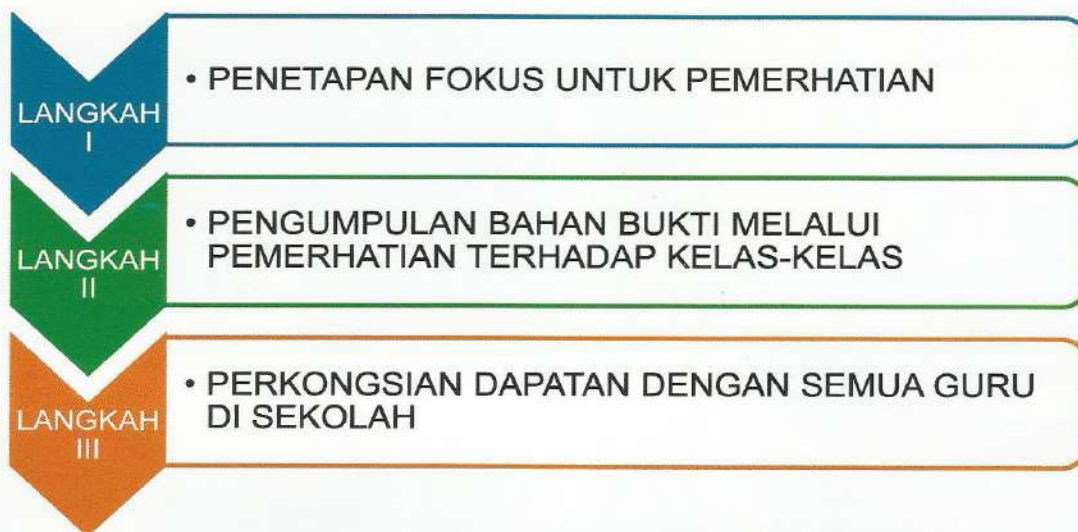 LANGKAH
I
• PENETAPAN FOKUS UNTUK PEMERHATIAN
LANGKAH
II
• PENGUMPULAN BAHAN BUKTI MELALUI
PEMERHATIAN TERHADAP KELAS-KELAS
LANGKAH
III
• PERKONGSIAN DAPATAN DENGAN SEMUA GURU
DI SEKOLAH